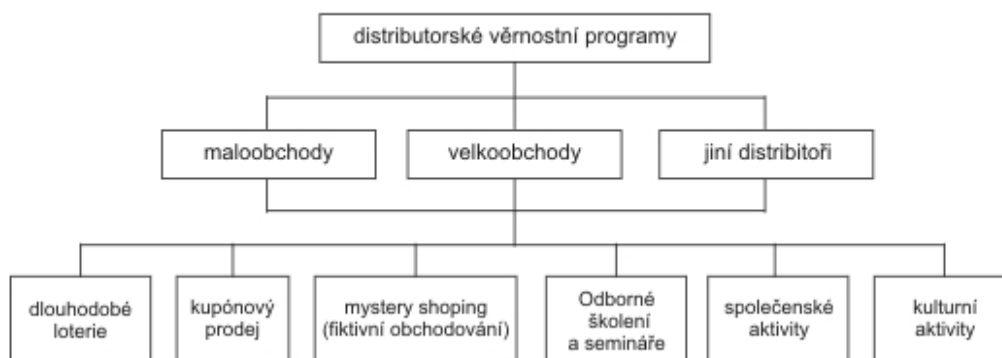 distributorské věrnostní programy
maloobchody
velkoobchody
jiní distribitoři
dlouhodobé
loterie
kupónový
prodej
mystery shoping
(fiktivní obchodování)
Odborné
školení
a semináře
společenské
aktivity
kulturní
aktivity